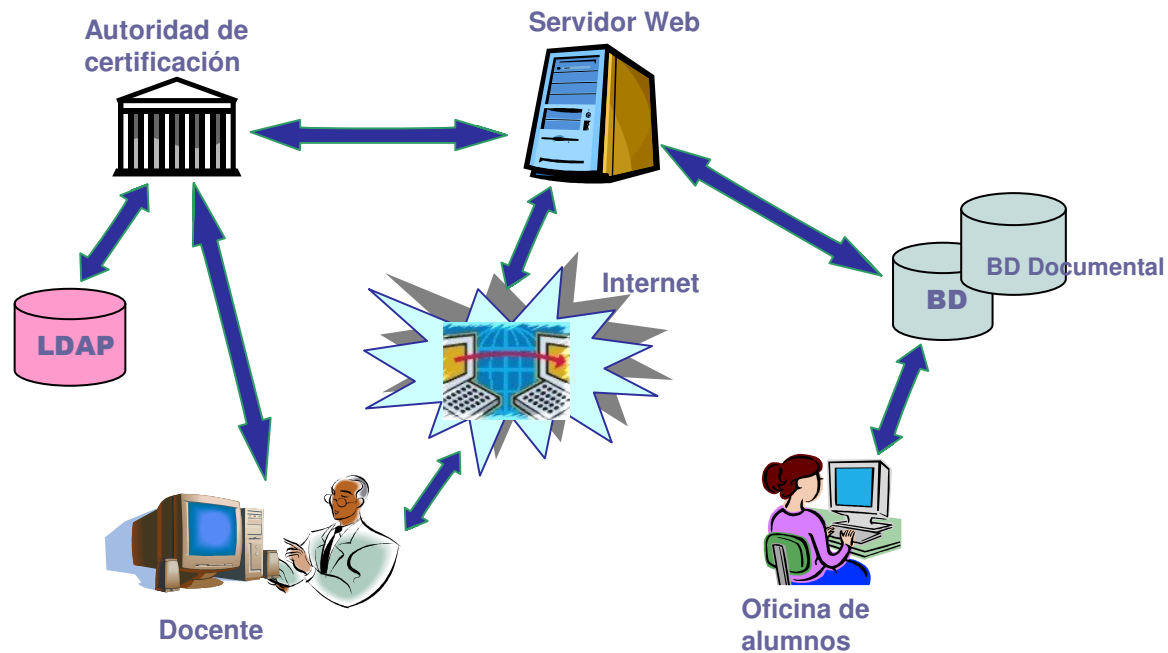 Autoridad de
certificación
Servidor Web
LDAP
Internet
BD Documental
BD
Docente
Oficina de
alumnos